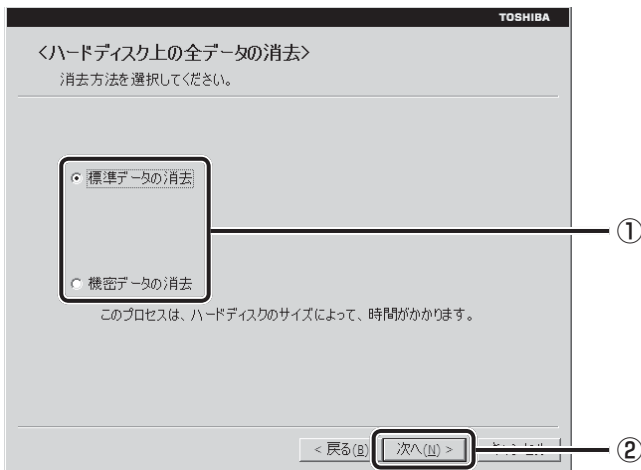 TOSHIBA
〈ハードディスク上の全データの消去〉
消去方法を選択してください。
標準データの消去
①
機密データの消去
このプロセスは、ハードディスクのサイズによって、時間がかかります。
< 戻る(B) 次へ(N) > ②